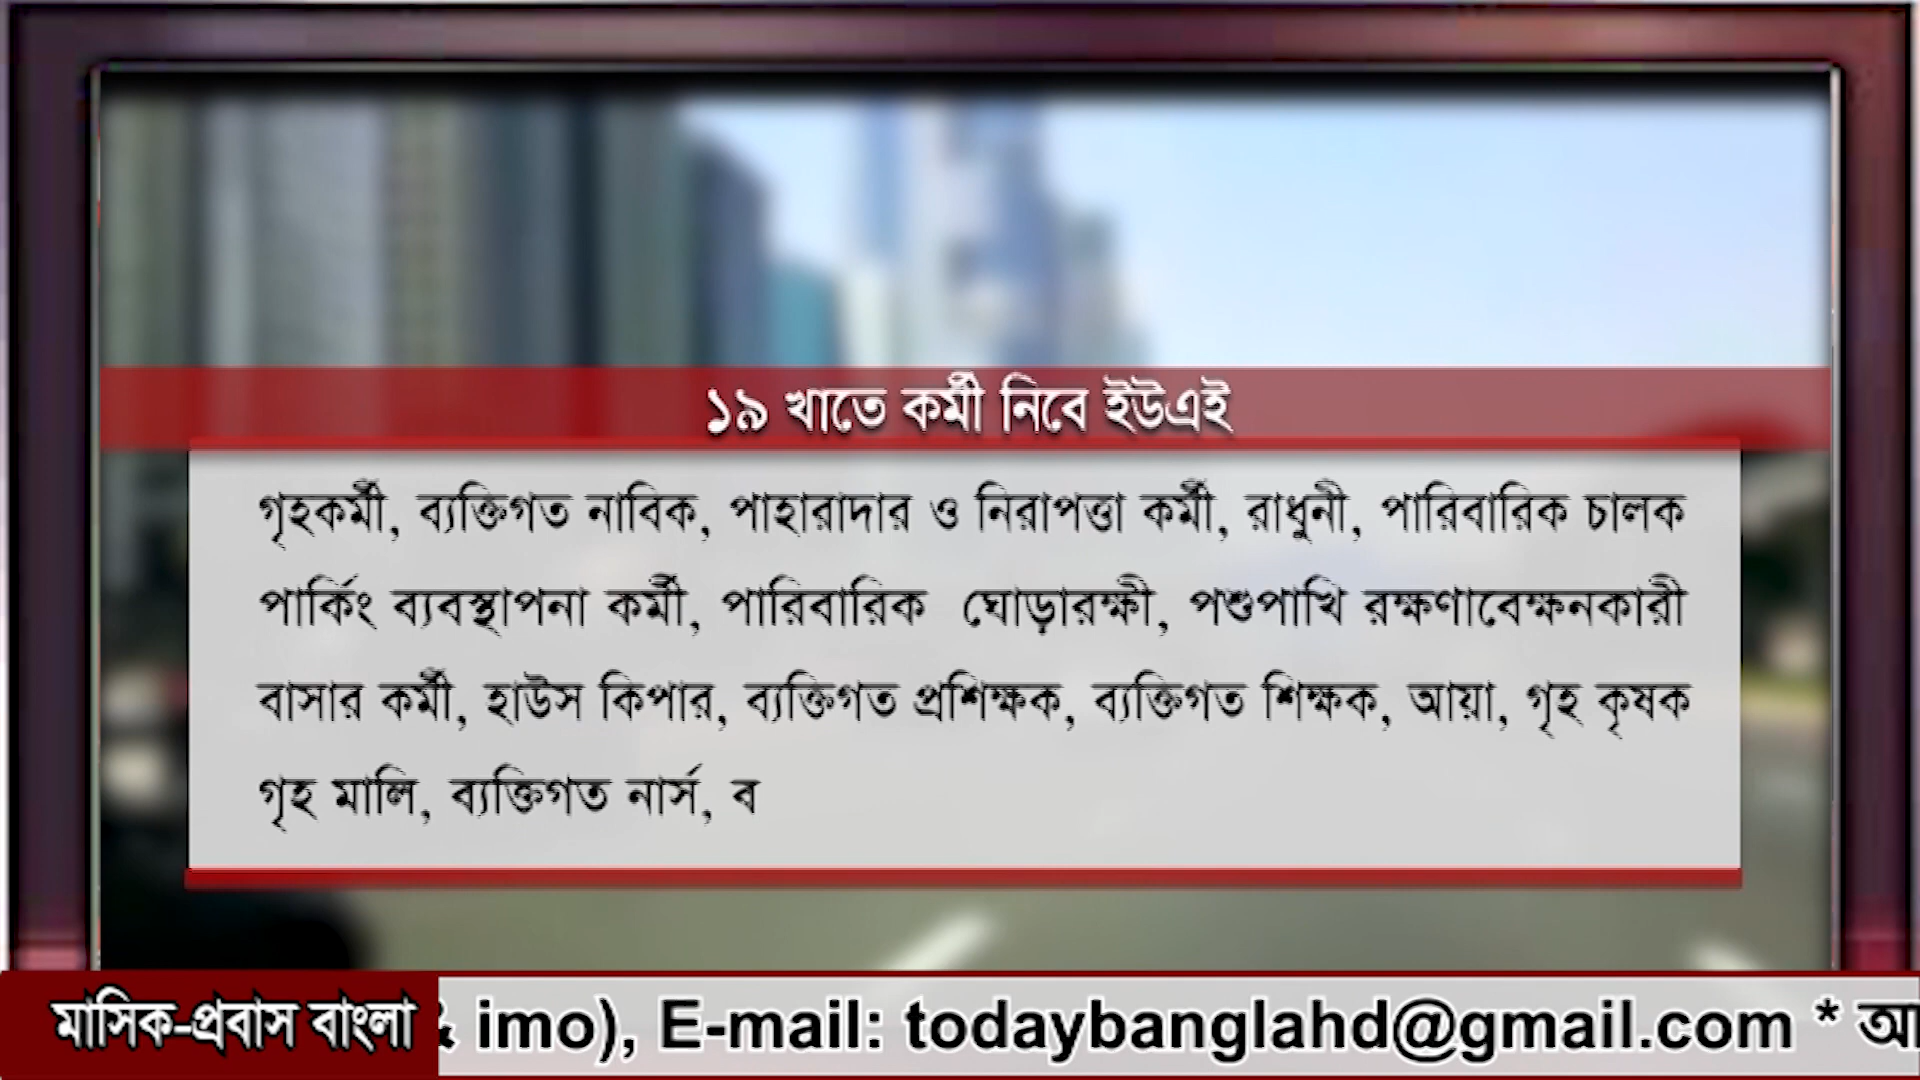 ১৯ খাতে কর্মী নিবে ইউএই
গৃহকর্মী, ব্যক্তিগত নাবিক, পাহারাদার ও নিরাপত্তা কর্মী, রাধুনী, পারিবারিক চালক
পার্কিং ব্যবস্থাপনা কর্মী, পারিবারিক ঘোড়ারক্ষী, পশুপাখি রক্ষণাবেক্ষনকারী
বাসার কর্মী, হাউস কিপার, ব্যক্তিগত প্রশিক্ষক, ব্যক্তিগত শিক্ষক, আয়া, গৃহ কৃষক
গৃহ মালি, ব্যক্তিগত নার্স, ব
মাসিক-প্রবাস বাংলা & imo), E-mail: todaybanglahd@gmail.com * আ